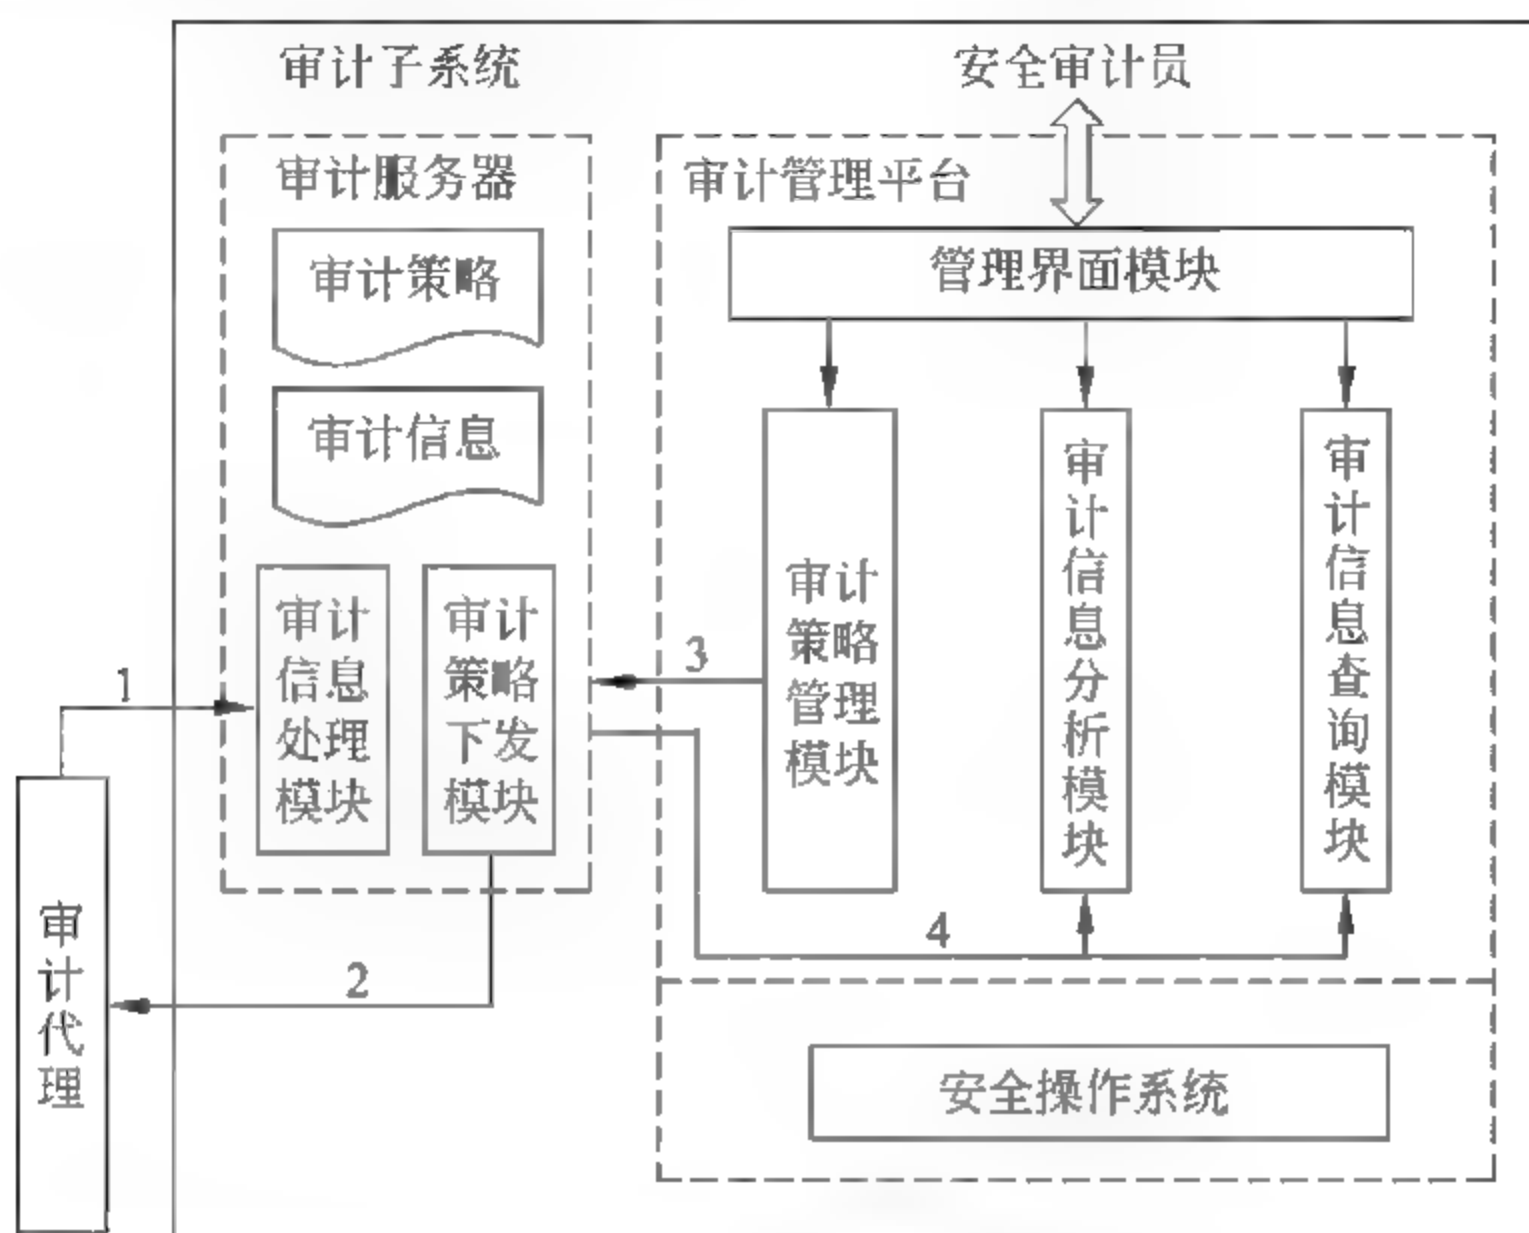 审计子系统
安全审计员
审计服务器
审计管理平台
审计策略
管理界面模块
审计信息
审计
信息
处理
模块
审计
策略
下发
模块
审计
策略
管理
模块
审计信息分析模块
审计信息查询模块
1
3
2
4
审计代理
安全操作系统